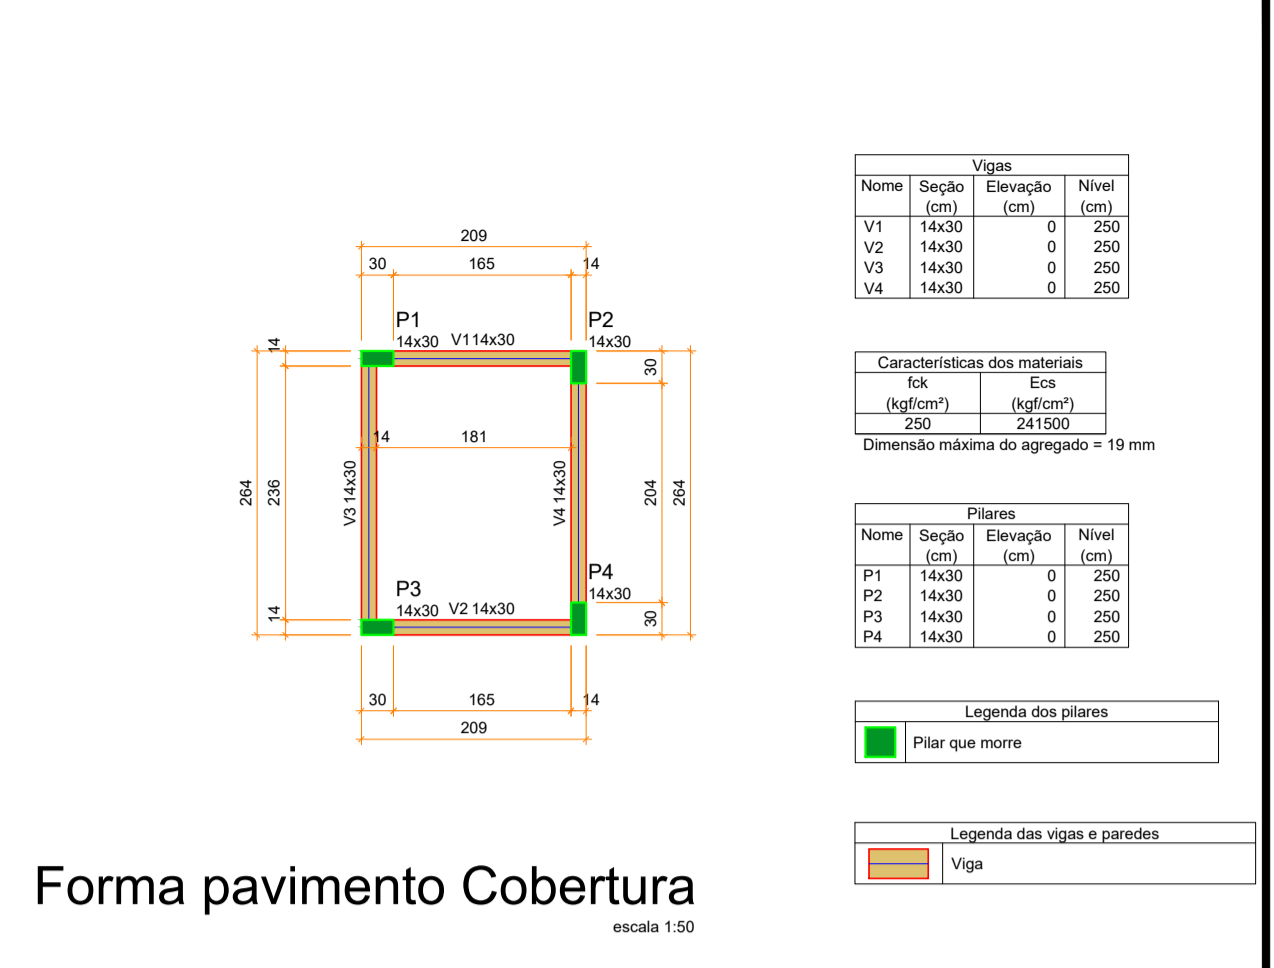 209
30 165 14
P1 P2
14x30 V1 14x30 14x30
14
30
14 181
264 236 V3 14x30 V4 14x30 204 264
P3 P4
14x30 V2 14x30 14x30
14
30
30 165 14
209
Forma pavimento Cobertura
escala 1:50
Vigas
Nome Seção Elevação Nível
(cm) (cm) (cm)
V1 14x30 0 250
V2 14x30 0 250
V3 14x30 0 250
V4 14x30 0 250
Características dos materiais
fck Ecs
(kgf/cm²) (kgf/cm²)
250 241500
Dimensão máxima do agregado = 19 mm
Pilares
Nome Seção Elevação Nível
(cm) (cm) (cm)
P1 14x30 0 250
P2 14x30 0 250
P3 14x30 0 250
P4 14x30 0 250
Legenda dos pilares
Pilar que morre
Legenda das vigas e paredes
Viga